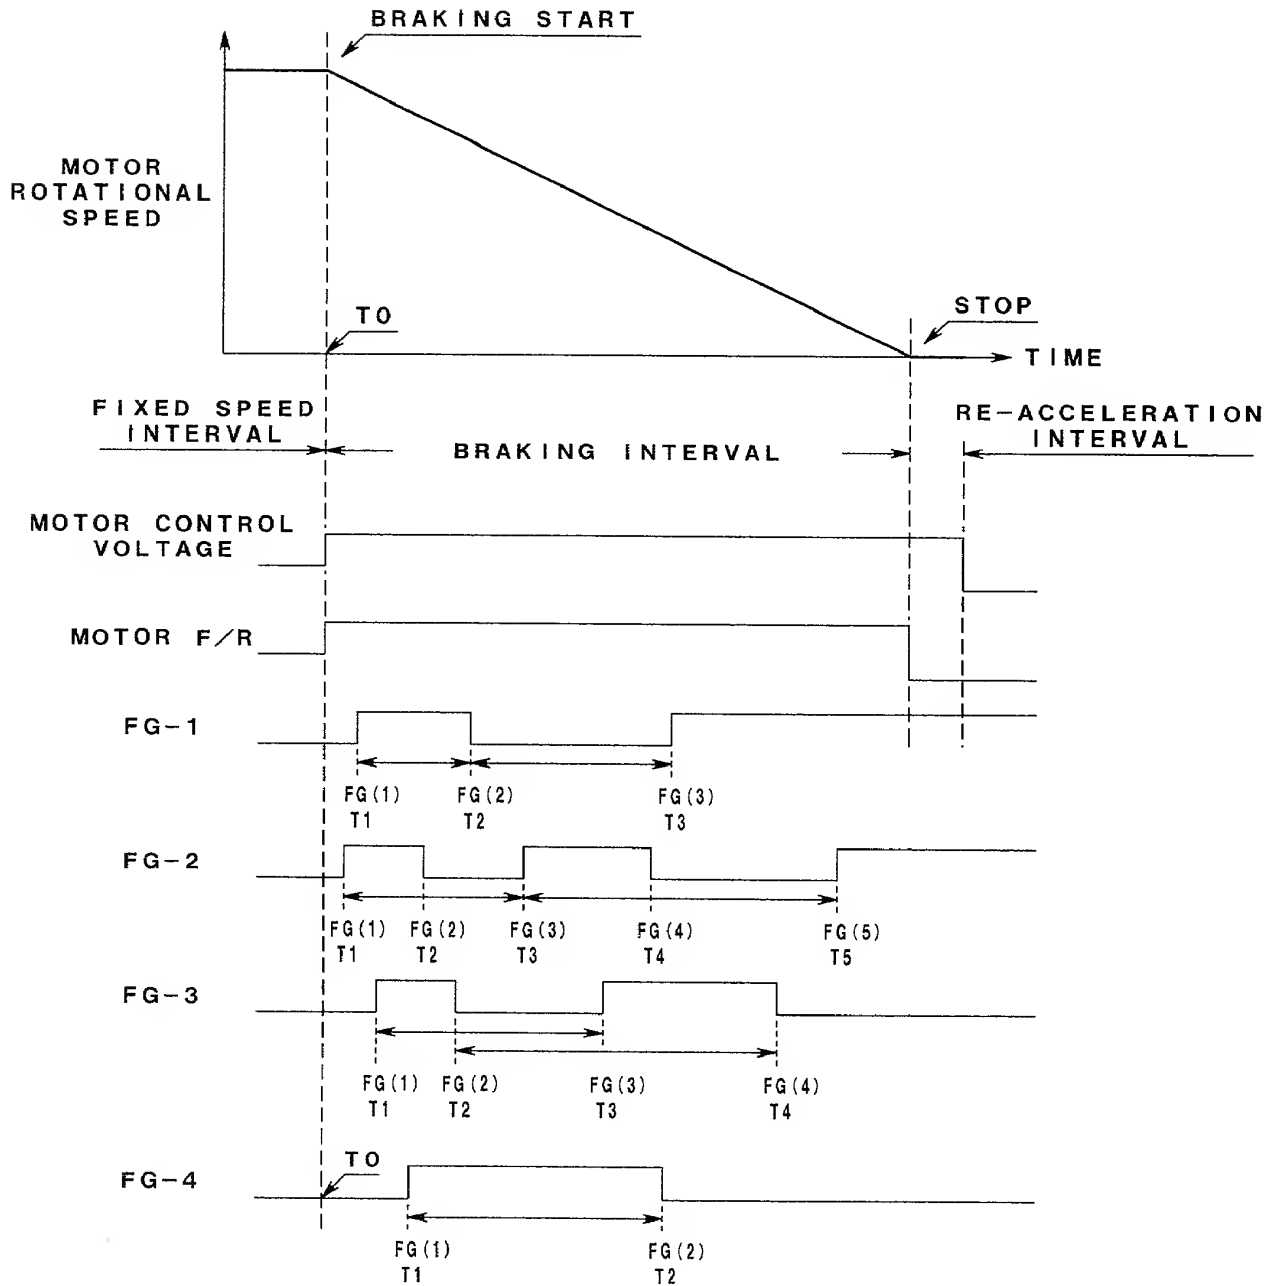 BRAKING START
MOTOR
ROTATIONAL
SPEED
T0
STOP
TIME
FIXED SPEED
INTERVAL
BRAKING INTERVAL
RE-ACCELERATION
INTERVAL
MOTOR CONTROL
VOLTAGE
MOTOR F/R
FG-1
FG(1) FG(2) FG(3)
T1 T2 T3
FG-2
FG(1) FG(2) FG(3) FG(4) FG(5)
T1 T2 T3 T4 T5
FG-3
FG(1) FG(2) FG(3) FG(4)
T1 T2 T3 T4
FG-4
T0
FG(1) FG(2)
T1 T2